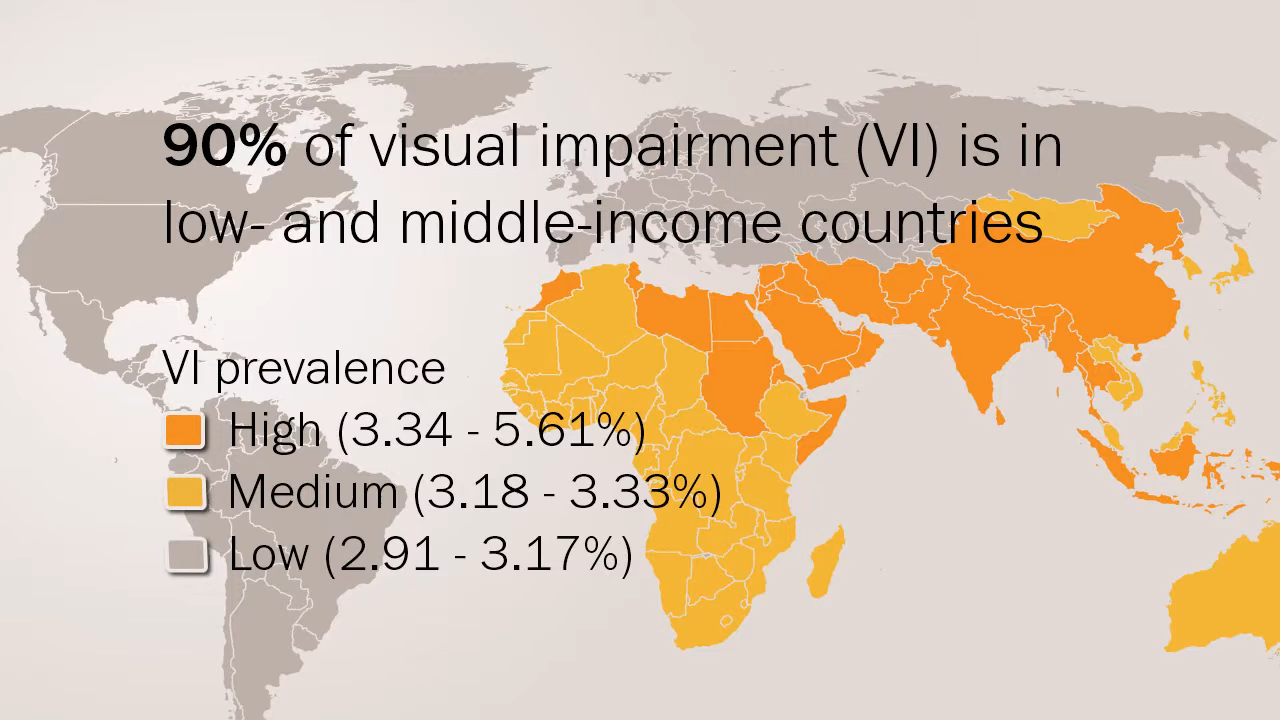 90% of visual impairment (VI) is in
low- and middle-income countries
VI prevalence
High (3.34 - 5.61%)
Medium (3.18 - 3.33%)
Low (2.91 - 3.17%)